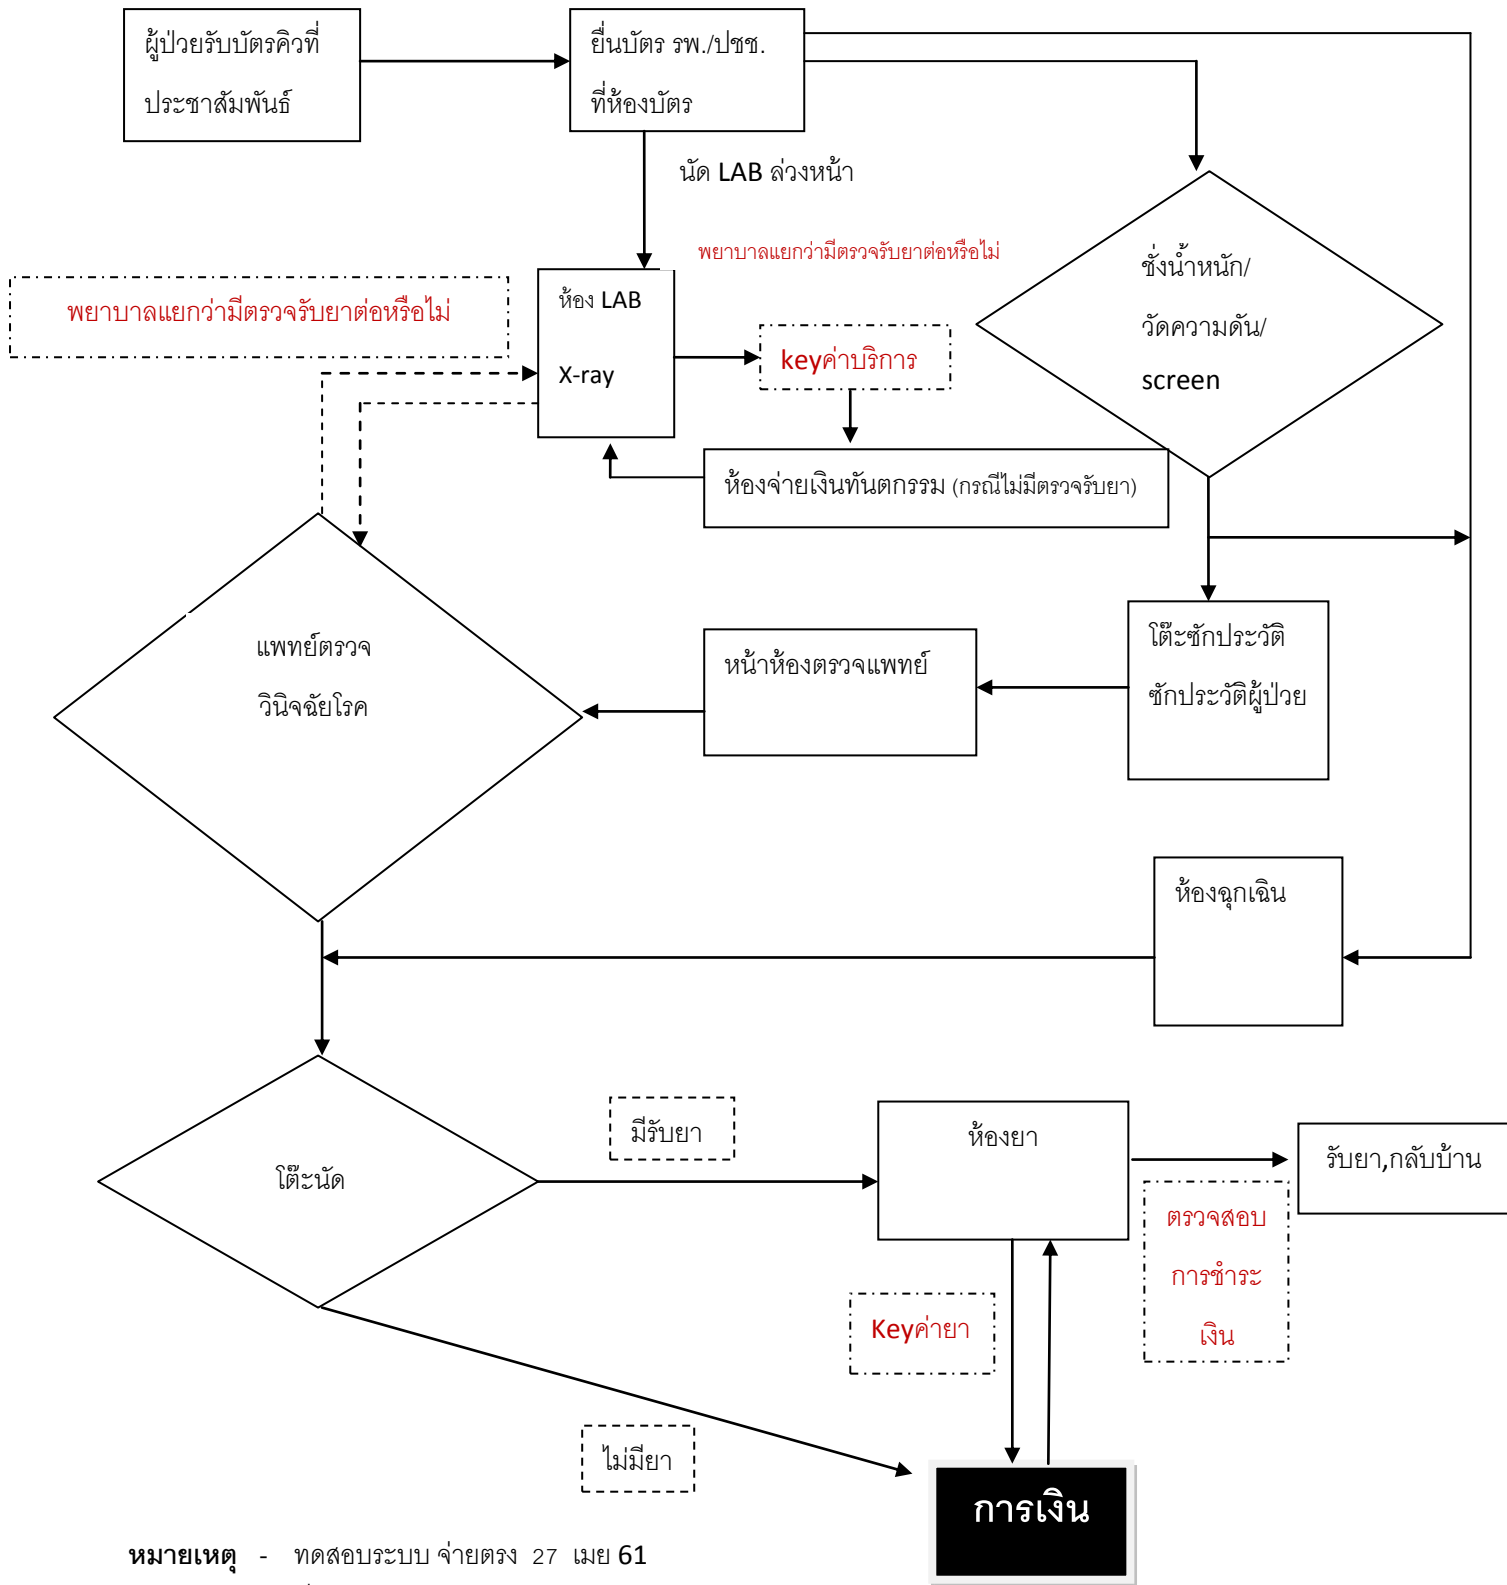 ผู้ป่วยรับบัตรคิวที่
ประชาสัมพันธ์
ยื่นบัตร รพ./ปชช.
ที่ห้องบัตร
นัด LAB ล่วงหน้า
พยาบาลแยกว่ามีตรวจรับยาต่อหรือไม่
พยาบาลแยกว่ามีตรวจรับยาต่อหรือไม่
ห้อง LAB
X-ray
keyค่าบริการ
ชั่งน้ำหนัก/
วัดความดัน/
screen
ห้องจ่ายเงินทันตกรรม (กรณีไม่มีตรวจรับยา)
แพทย์ตรวจ
วินิจฉัยโรค
หน้าห้องตรวจแพทย์
โต๊ะซักประวัติ
ซักประวัติผู้ป่วย
ห้องฉุกเฉิน
โต๊ะนัด
มีรับยา
ห้องยา
รับยา,กลับบ้าน
ตรวจสอบ
การชำระ
เงิน
Keyค่ายา
ไม่มียา
การเงิน
หมายเหตุ - ทดสอบระบบ จ่ายตรง 27 เมย 61